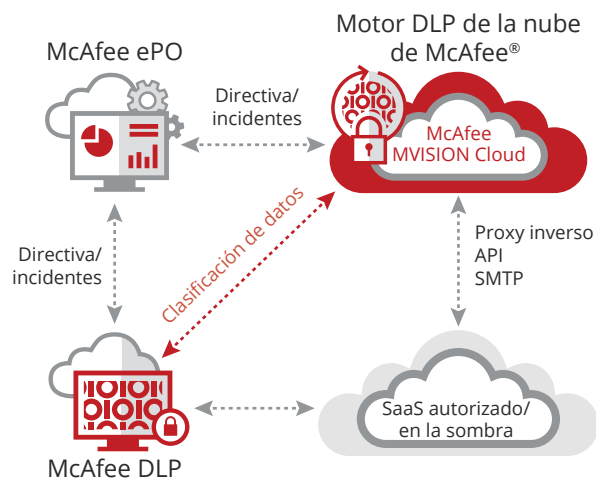 McAfee ePO
Motor DLP de la nube
de McAfee®
Directiva/
incidentes
McAfee
MVISION Cloud
Clasificación de datos
Directiva/
incidentes
Proxy inverso
API
SMTP
SaaS autorizado/
en la sombra
McAfee DLP